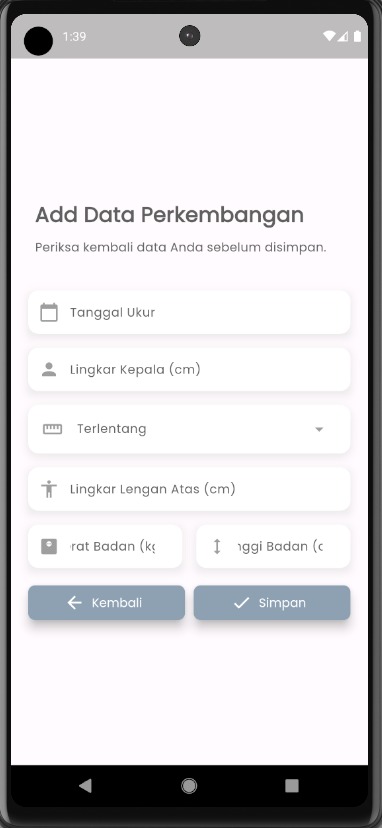 1:39
Add Data Perkembangan
Periksa kembali data Anda sebelum disimpan.
Tanggal Ukur
Lingkar Kepala (cm)
Terlentang
Lingkar Lengan Atas (cm)
rat Badan (kg
nggi Badan (c
Kembali
Simpan